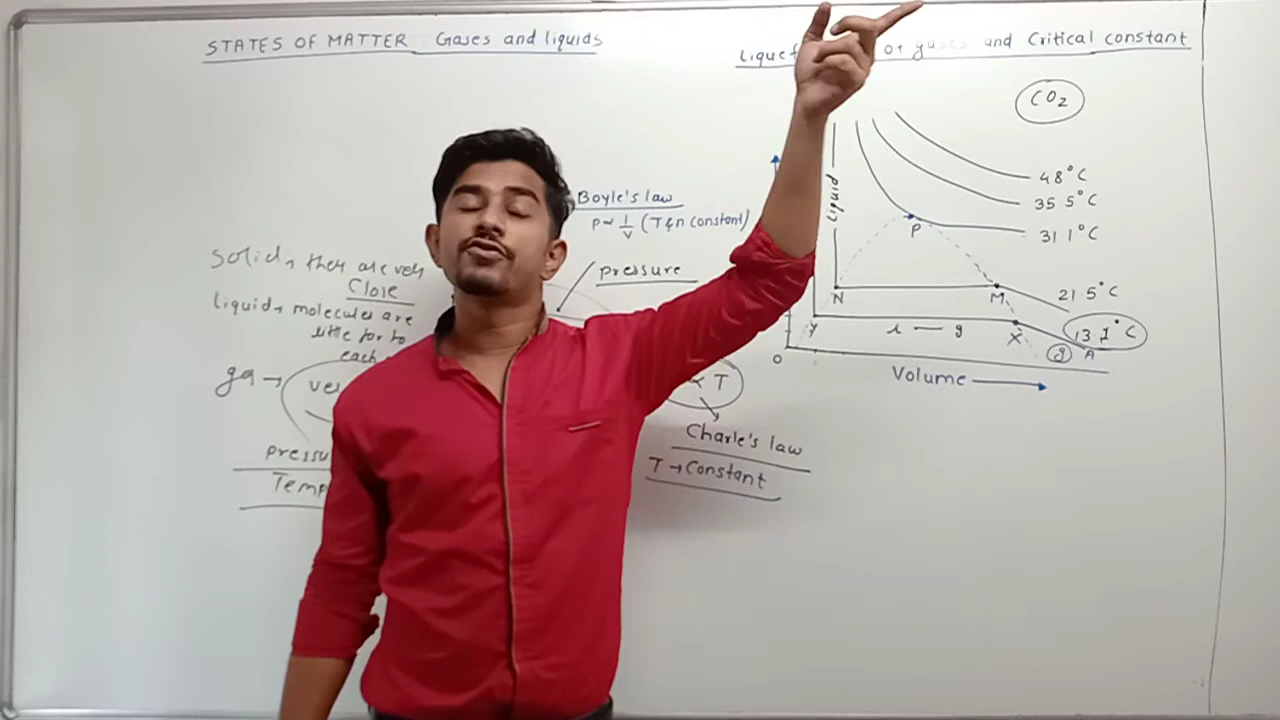 STATES OF MATTER Gases and liquids
of gases and Critical constant
CO2
Boyle's law
P∝ 1/V (T & n constant)
Solid → they are very
Close
Liquid → molecules are
little far to
each
ga →
pressure
∝ T
Charle's law
T → Constant
Temp
Liquid
48°C
35 5°C
31 1°C
P
N
M
21 5°C
y
l — g
X
13 1°C
g
A
O
Volume